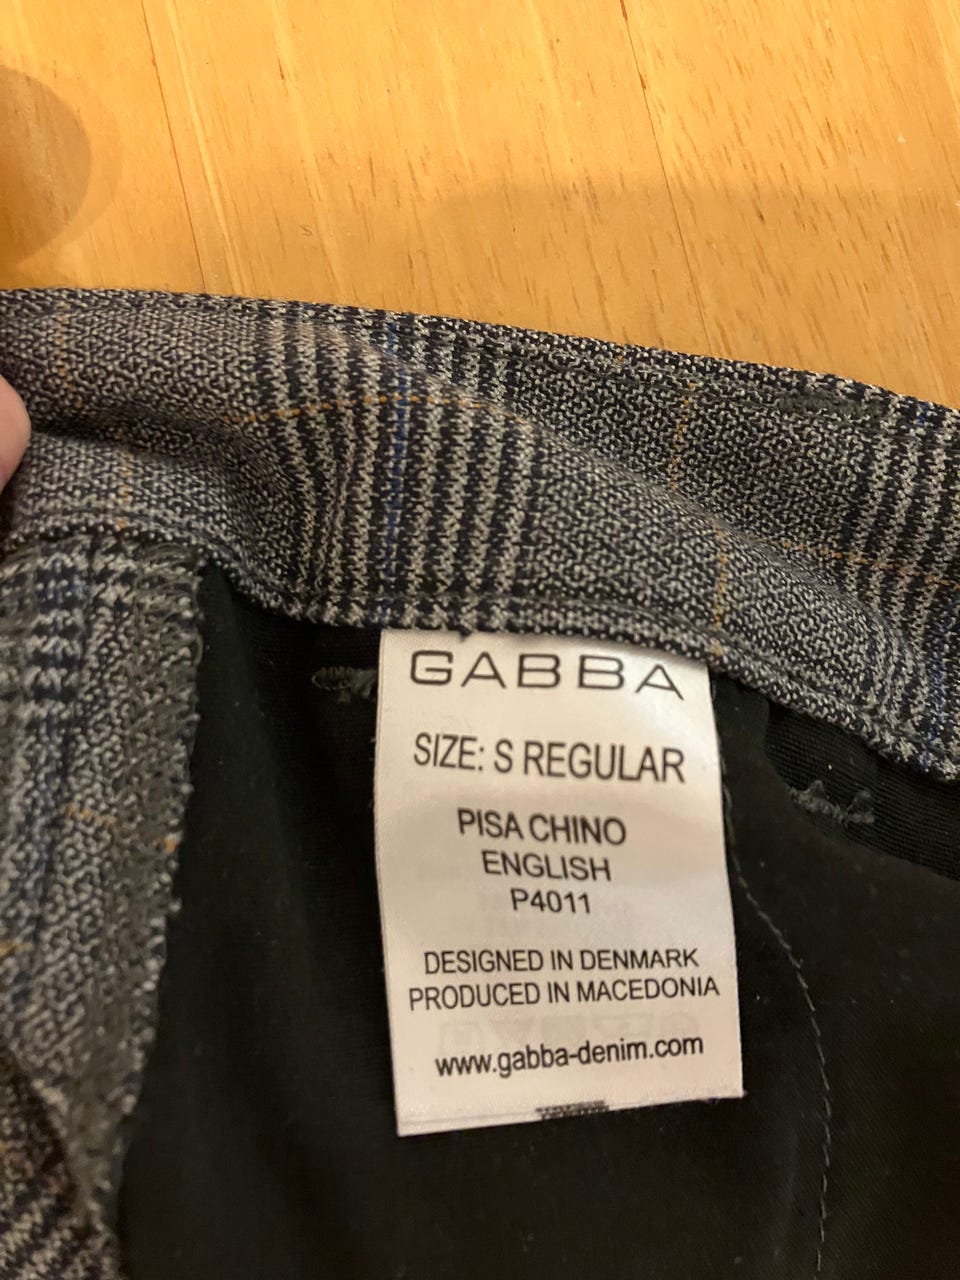 GABBA
SIZE: S REGULAR
PISA CHINO
ENGLISH
P4011
DESIGNED IN DENMARK
PRODUCED IN MACEDONIA
www.gabba-denim.com